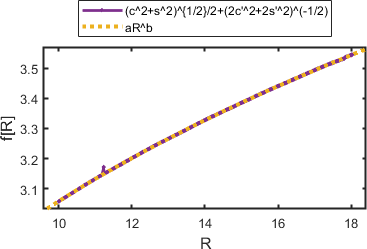 (c^2+s^2)^{1/2}/2+(2c'^2+2s'^2)^(-1/2)
aR^b
3.5
3.4
3.3
3.2
3.1
f[R]
10 12 14 16 18
R